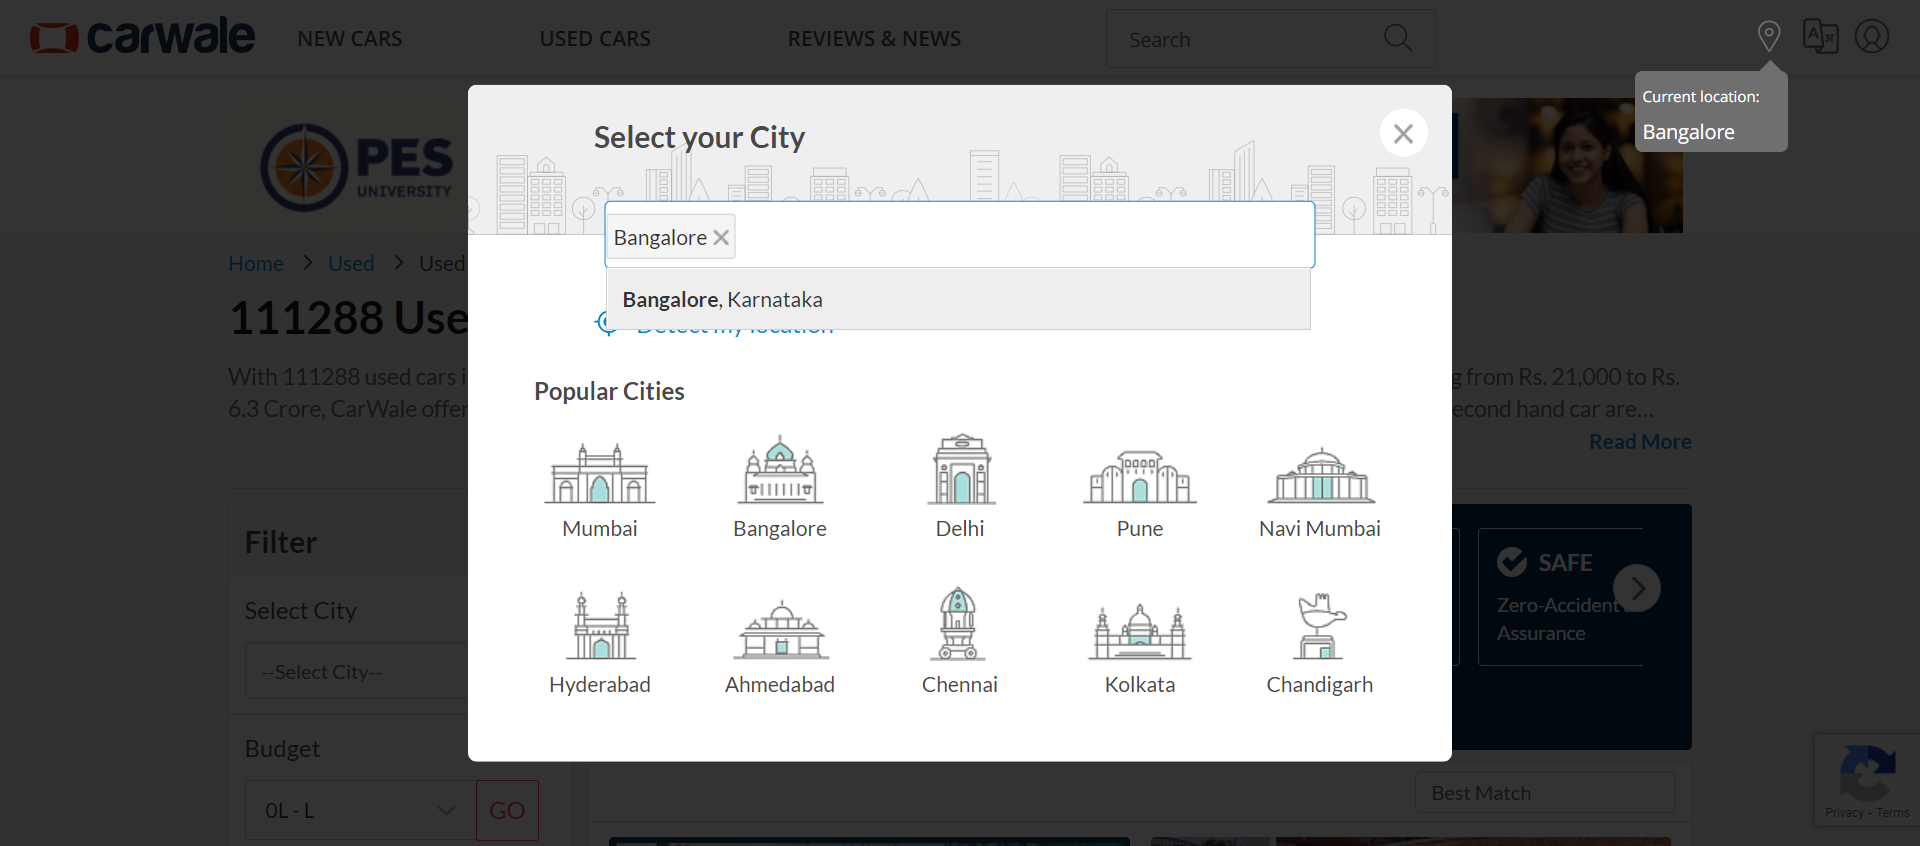 carwale
NEW CARS
USED CARS
REVIEWS & NEWS
Search
Current location:
Bangalore
PES
UNIVERSITY
Select your City
Bangalore
Bangalore, Karnataka
Detect my location
Home
Used
Used
111288 Use
With 111288 used cars i
g from Rs. 21,000 to Rs.
6.3 Crore, CarWale offer
econd hand car are...
Read More
Popular Cities
Mumbai
Bangalore
Delhi
Pune
Navi Mumbai
Hyderabad
Ahmedabad
Chennai
Kolkata
Chandigarh
Filter
Select City
--Select City--
Budget
0L - L
GO
SAFE
Zero-Accident
Assurance
Best Match
Privacy - Terms